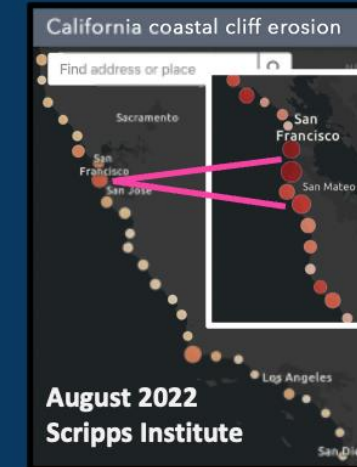 California coastal cliff erosion
Find address or place
Sacramento
San
Francisco
San Jose
San
Francisco
San Mateo
Los Angeles
August 2022
Scripps Institute